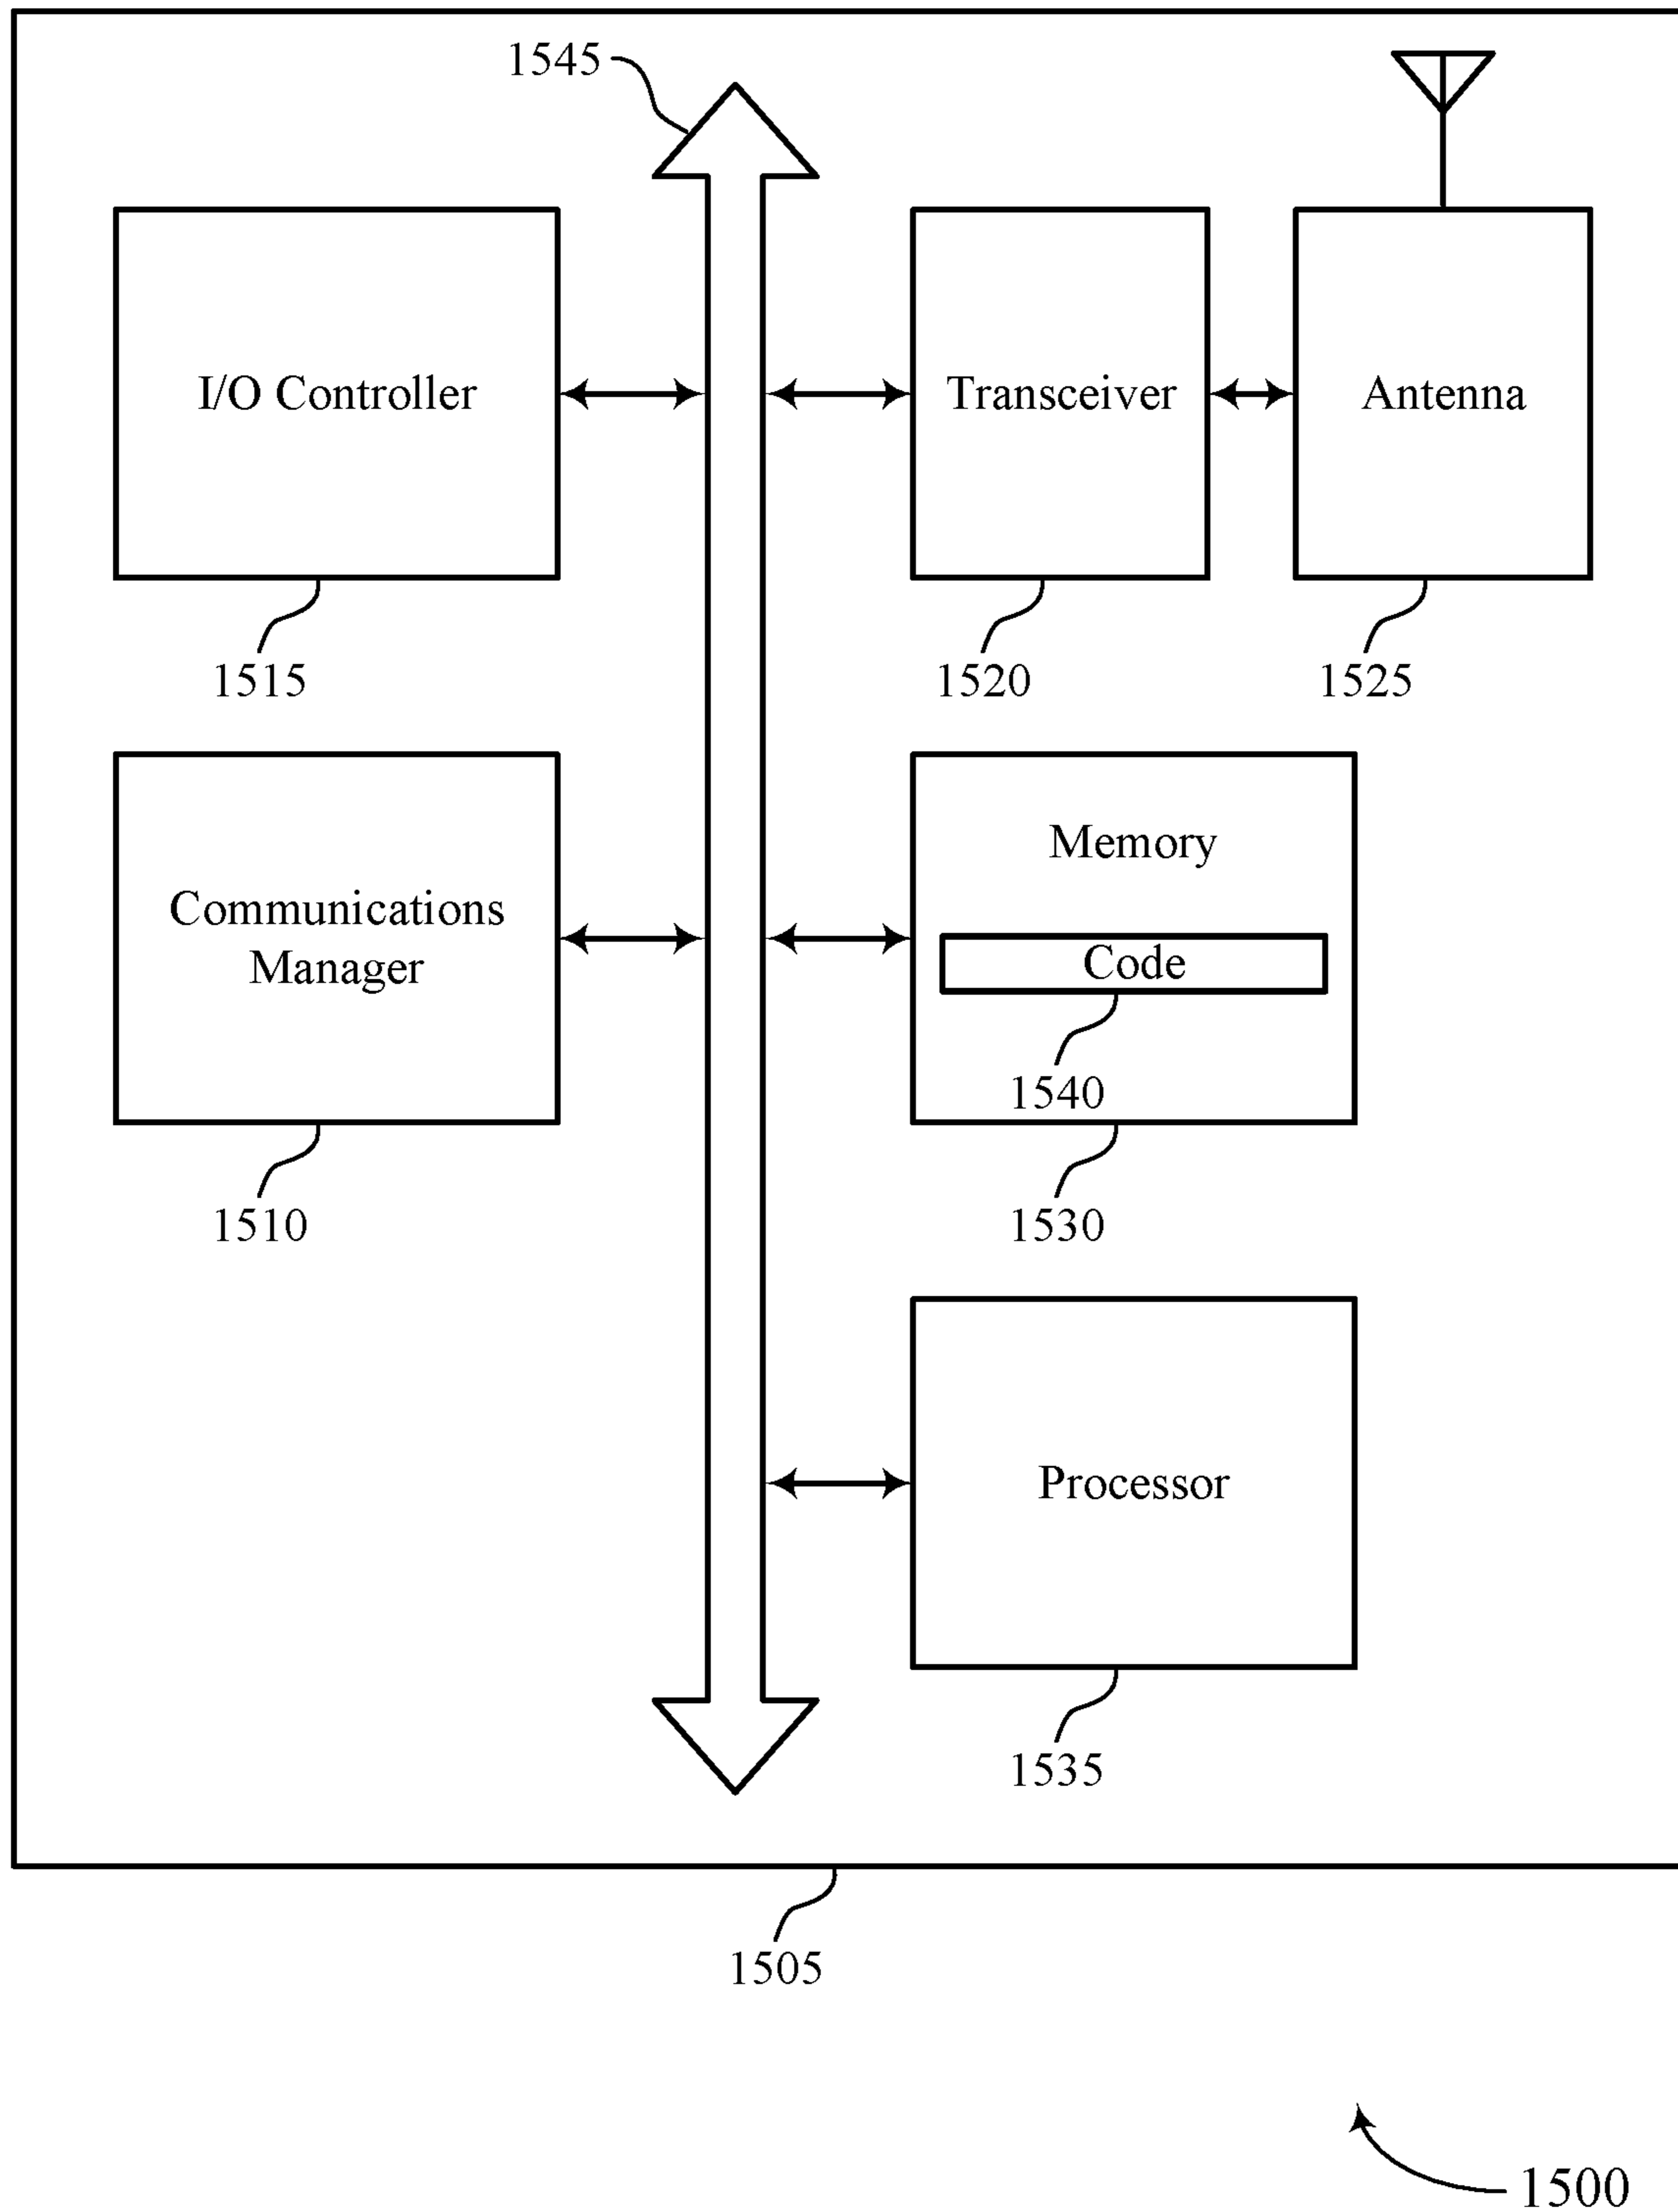 1545
I/O Controller
Transceiver
Antenna
1515
1520
1525
Communications
Manager
Memory
Code
1540
1510
1530
Processor
1535
1505
1500